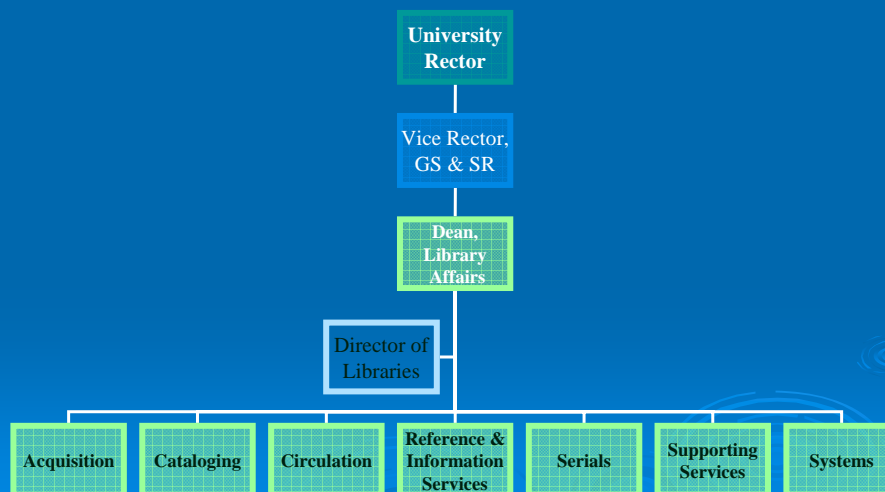 University
Rector
Vice Rector,
GS & SR
Dean,
Library
Affairs
Director of
Libraries
Acquisition
Cataloging
Circulation
Reference &
Information
Services
Serials
Supporting
Services
Systems